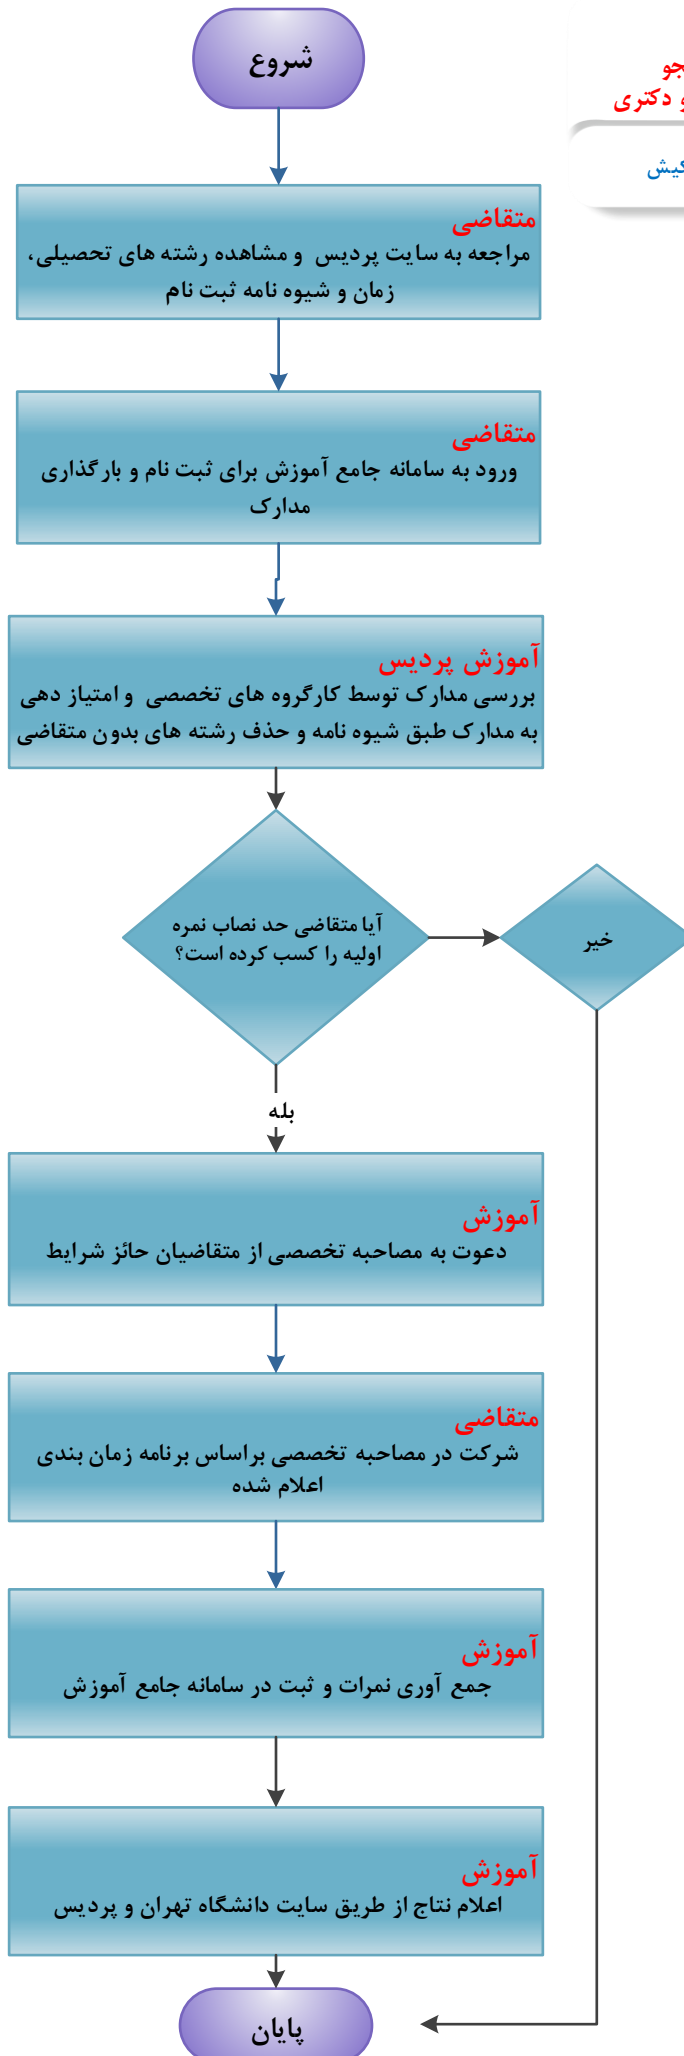 شروع
جو
و دکتری
کیش
متقاضی
مراجعه به سایت پردیس و مشاهده رشته های تحصیلی،
زمان و شیوه نامه ثبت نام
متقاضی
ورود به سامانه جامع آموزش برای ثبت نام و بارگذاری
مدارک
آموزش پردیس
بررسی مدارک توسط کارگروه های تخصصی و امتیاز دهی
به مدارک طبق شیوه نامه و حذف رشته های بدون متقاضی
آیا متقاضی حد نصاب نمره
اولیه را کسب کرده است؟
خیر
بله
آموزش
دعوت به مصاحبه تخصصی از متقاضیان حائز شرایط
متقاضی
شرکت در مصاحبه تخصصی براساس برنامه زمان بندی
اعلام شده
آموزش
جمع آوری نمرات و ثبت در سامانه جامع آموزش
آموزش
اعلام نتاج از طریق سایت دانشگاه تهران و پردیس
پایان